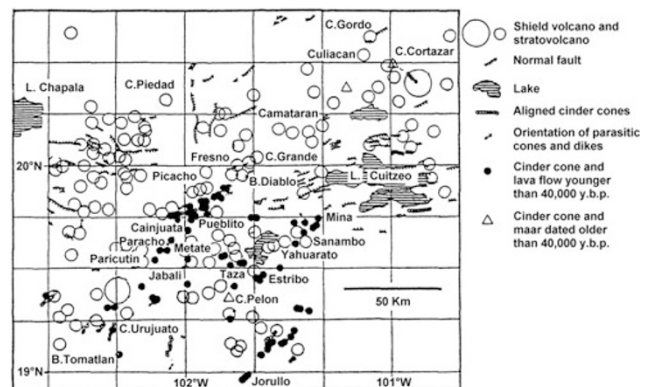 C.Gordo
Culiacan
C.Cortazar
L. Chapala
C.Piedad
Camataran
20°N
Fresno
C.Grande
Picacho
B.Diablo
L. Cuitzeo
Pueblito
Mina
Cainjuata
Paracho
Metate
Sanambo
Yahuarato
Paricutin
Jabali
Taza
Estribo
C.Pelon
50 Km
C.Urujuato
B.Tomatlan
19°N
102°W
101°W
Jorullo
Shield volcano and
stratovolcano
Normal fault
Lake
Aligned cinder cones
Orientation of parasitic
cones and dikes
Cinder cone and
lava flow younger
than 40,000 y.b.p.
Cinder cone and
maar dated older
than 40,000 y.b.p.